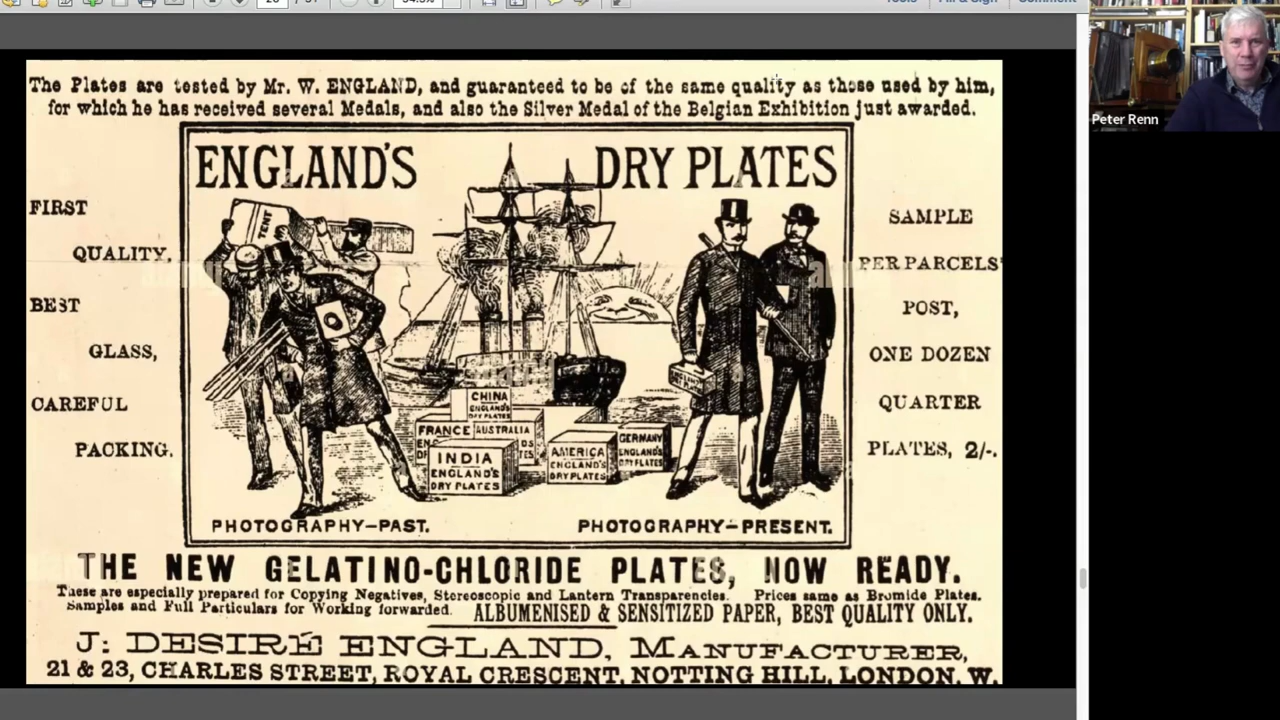 The Plates are tested by Mr. W. ENGLAND, and guaranteed to be of the same quality as those used by him,
for which he has received several Medals, and also the Silver Medal of the Belgian Exhibition just awarded.
ENGLAND'S DRY PLATES
FIRST
QUALITY,
BEST
GLASS,
CAREFUL
PACKING.
TENT
CHINA
ENGLAND'S
DRY PLATES
FRANCE
AUSTRALIA
INDIA
ENGLAND'S
DRY PLATES
AMERICA
ENGLAND'S
DRY PLATES
GERMANY
ENGLAND'S
DRY PLATES
SAMPLE
PER PARCELS'
POST,
ONE DOZEN
QUARTER
PLATES, 2/-.
PHOTOGRAPHY—PAST.
PHOTOGRAPHY—PRESENT.
THE NEW GELATINO-CHLORIDE PLATES, NOW READY.
These are especially prepared for Copying Negatives, Stereoscopic and Lantern Transparencies. Prices same as Bromide Plates.
Samples and Full Particulars for Working forwarded. ALBUMENISED & SENSITIZED PAPER, BEST QUALITY ONLY.
J: DESIRÉ ENGLAND, MANUFACTURER,
21 & 23, CHARLES STREET, ROYAL CRESCENT, NOTTING HILL, LONDON, W.
Peter Renn